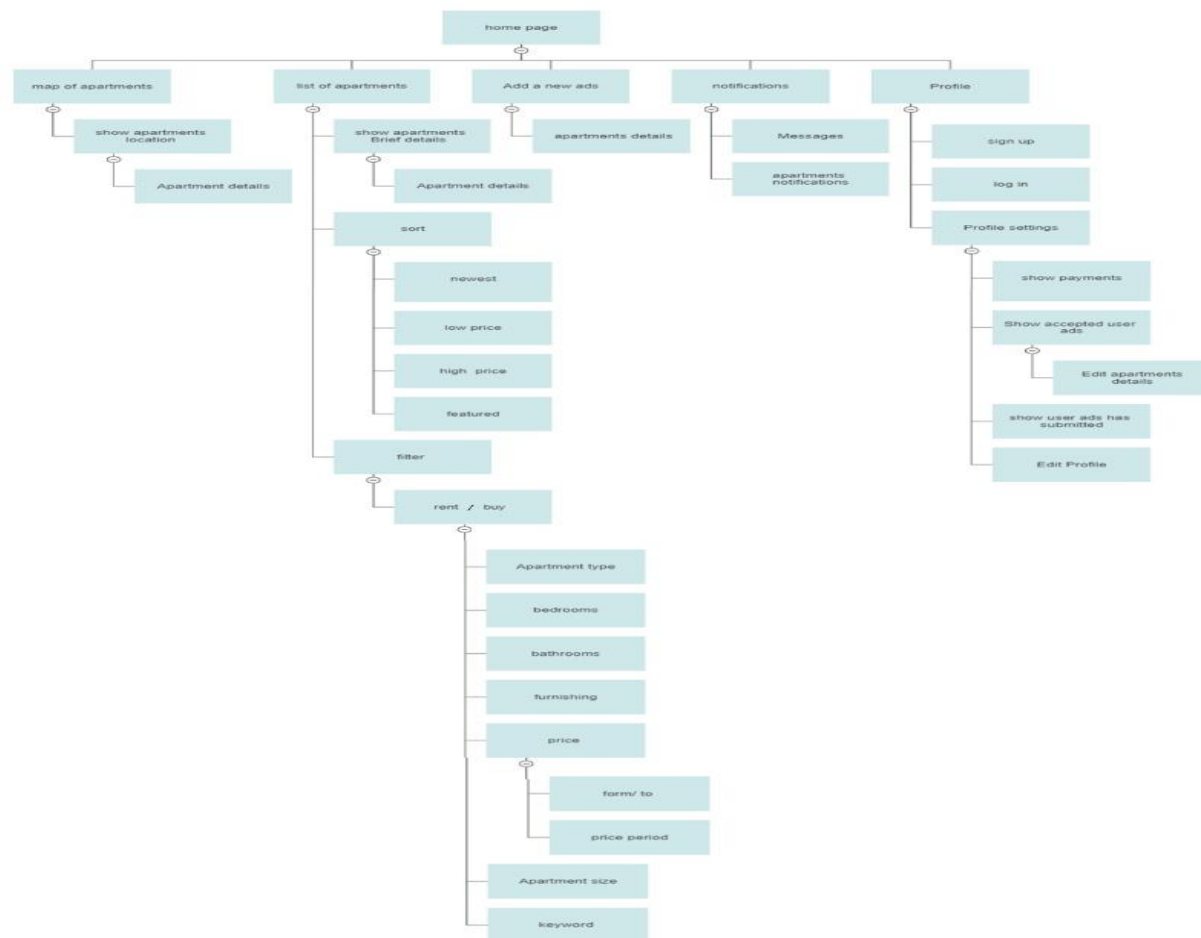 home page
map of apartments
list of apartments
Add a new ads
notifications
Profile
show apartments
location
Apartment details
show apartments
Brief details
Apartment details
sort
newest
low price
high price
featured
filter
rent / buy
Apartment type
bedrooms
bathrooms
furnishing
price
form/ to
price period
Apartment size
keyword
apartments details
Messages
apartments
notifications
sign up
log in
Profile settings
show payments
Show accepted user
ads
Edit apartments
details
show user ads has
submitted
Edit Profile